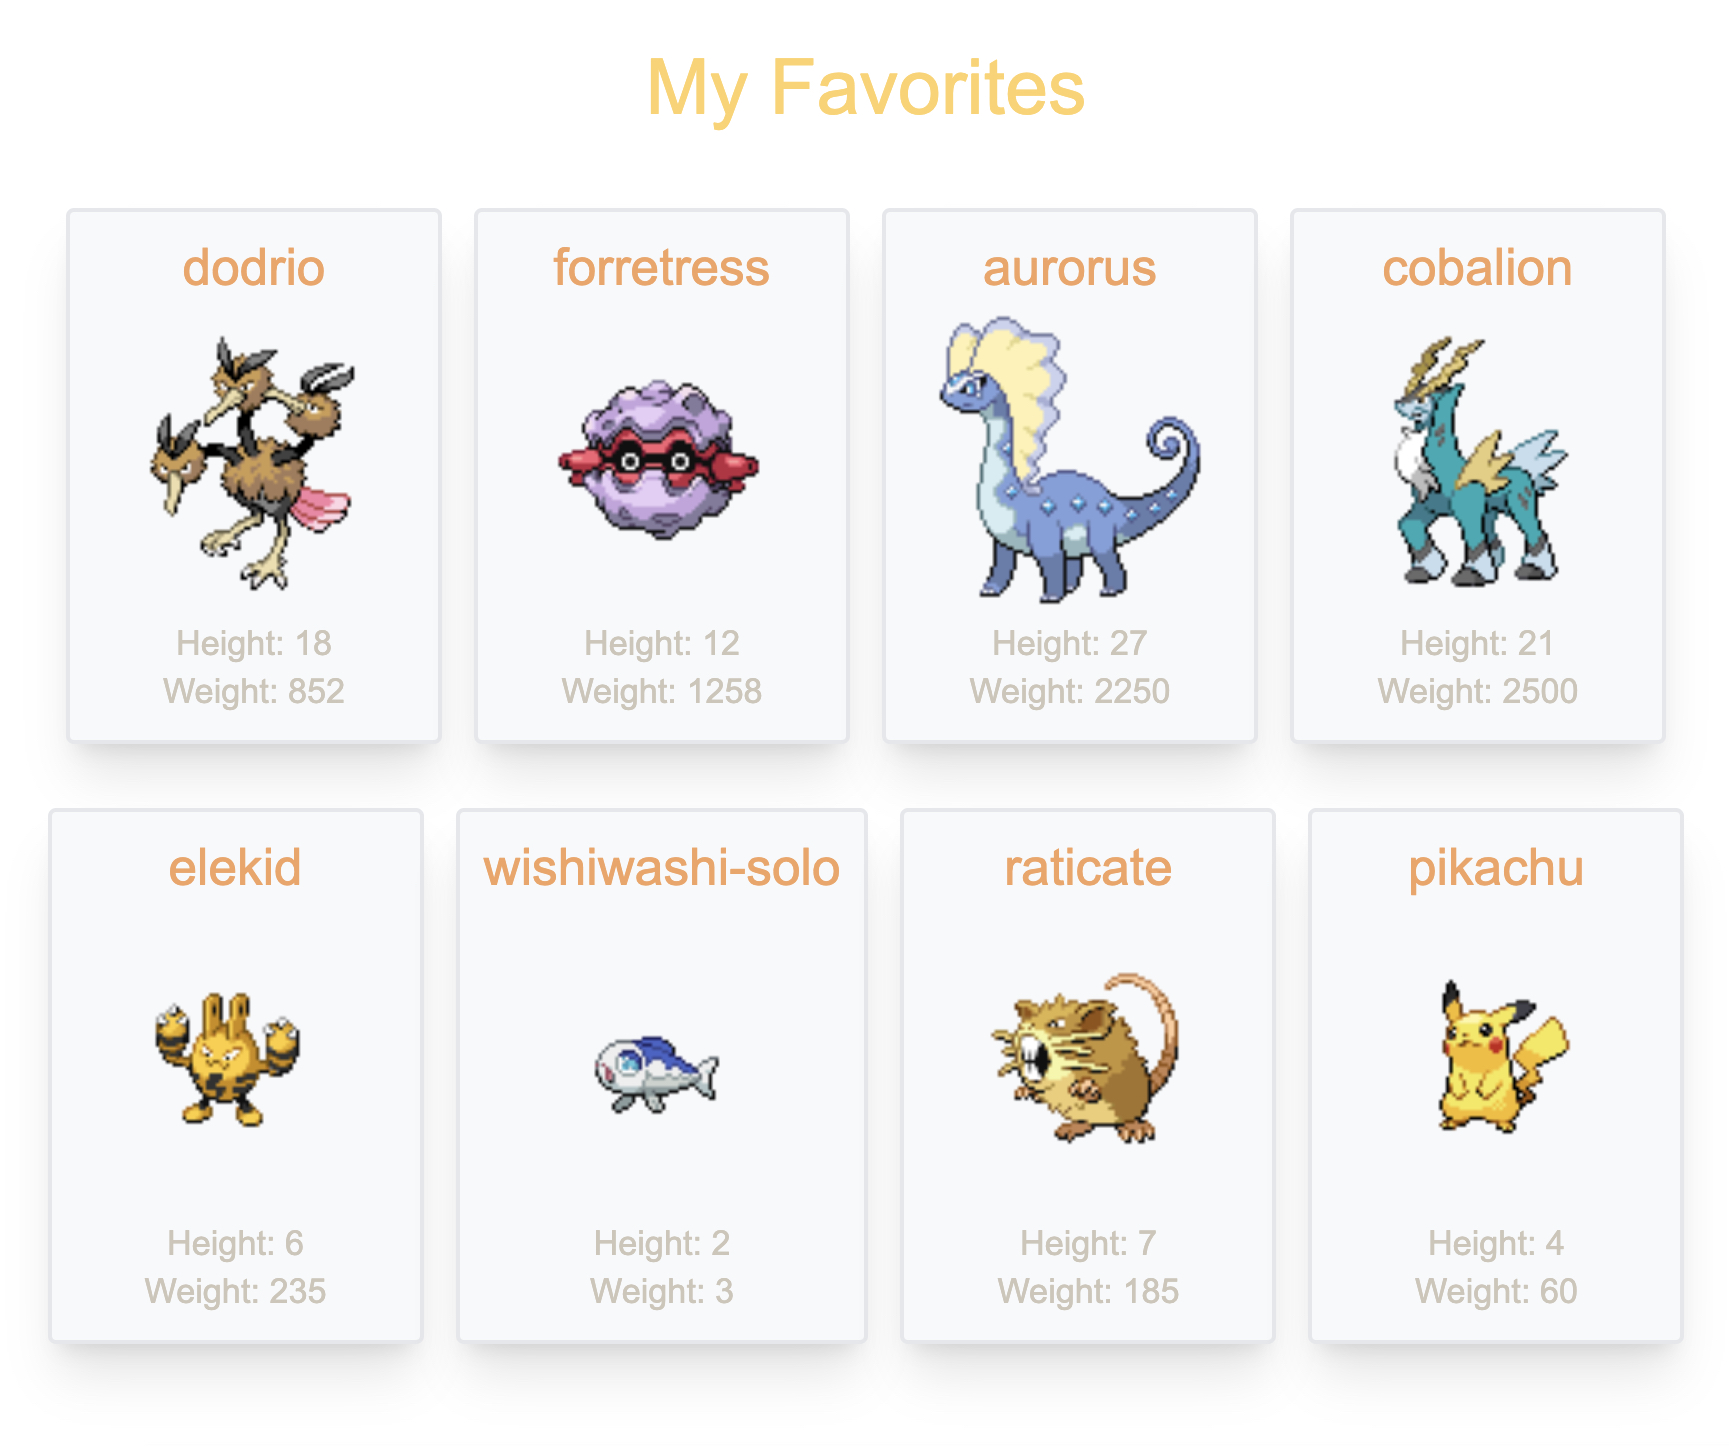 My Favorites
dodrio
Height: 18
Weight: 852
forretress
Height: 12
Weight: 1258
aurorus
Height: 27
Weight: 2250
cobalion
Height: 21
Weight: 2500
elekid
Height: 6
Weight: 235
wishiwashi-solo
Height: 2
Weight: 3
raticate
Height: 7
Weight: 185
pikachu
Height: 4
Weight: 60